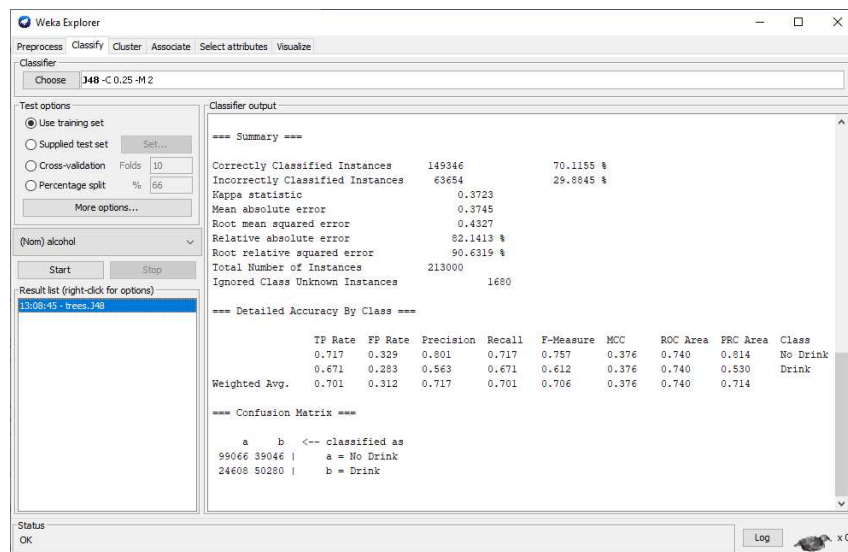 Weka Explorer
Preprocess Classify Cluster Associate Select attributes Visualize
Classifier
Choose J48 -C 0.25 -M 2
Test options
Use training set
Supplied test set Set...
Cross-validation Folds 10
Percentage split % 66
More options...
(Nom) alcohol
Start Stop
Result list (right-click for options)
13:08:45 - trees.J48
Classifier output
=== Summary ===
Correctly Classified Instances 149346 70.1155 %
Incorrectly Classified Instances 63654 29.8845 %
Kappa statistic 0.3723
Mean absolute error 0.3745
Root mean squared error 0.4327
Relative absolute error 82.1413 %
Root relative squared error 90.6319 %
Total Number of Instances 213000
Ignored Class Unknown Instances 1680
=== Detailed Accuracy By Class ===
TP Rate FP Rate Precision Recall F-Measure MCC ROC Area PRC Area Class
0.717 0.329 0.801 0.717 0.757 0.376 0.740 0.814 No Drink
0.671 0.283 0.563 0.671 0.612 0.376 0.740 0.530 Drink
Weighted Avg. 0.701 0.312 0.717 0.701 0.706 0.376 0.740 0.714
=== Confusion Matrix ===
a b <-- classified as
99066 39046 | a = No Drink
24608 50280 | b = Drink
Status
OK
Log x 0